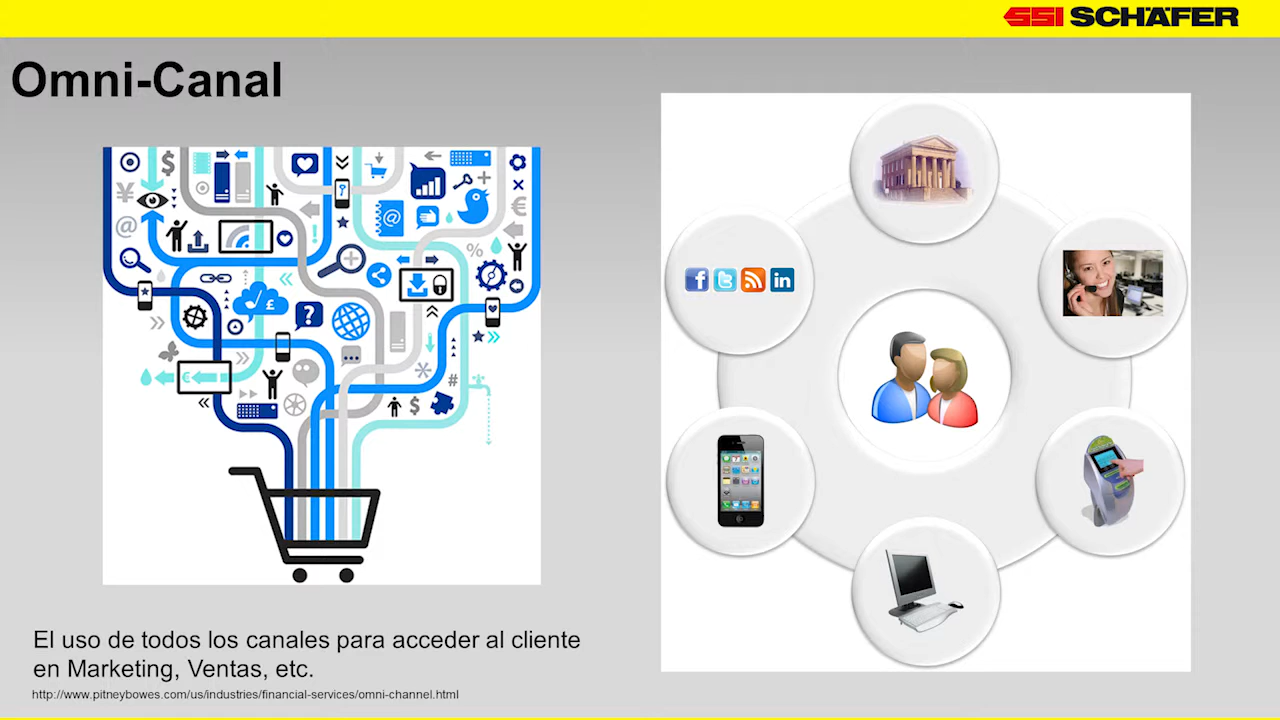 SSI SCHÄFER
Omni-Canal
El uso de todos los canales para acceder al cliente
en Marketing, Ventas, etc.
http://www.pitneybowes.com/us/industries/financial-services/omni-channel.html